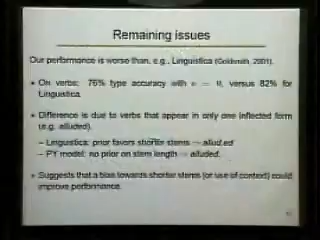 Remaining issues
Our performance is worse than, e.g., Linguistica (Goldsmith, 2001).
• On verbs: 76% type accuracy with = 0, versus 82% for
Linguistica.
• Difference is due to verbs that appear in only one inflected form
(e.g. alluded).
– Linguistica: prior favors shorter stems → allud.ed
– PY model: no prior on stem length → alluded.
• Suggests that a bias towards shorter stems (or use of context) could
improve performance.